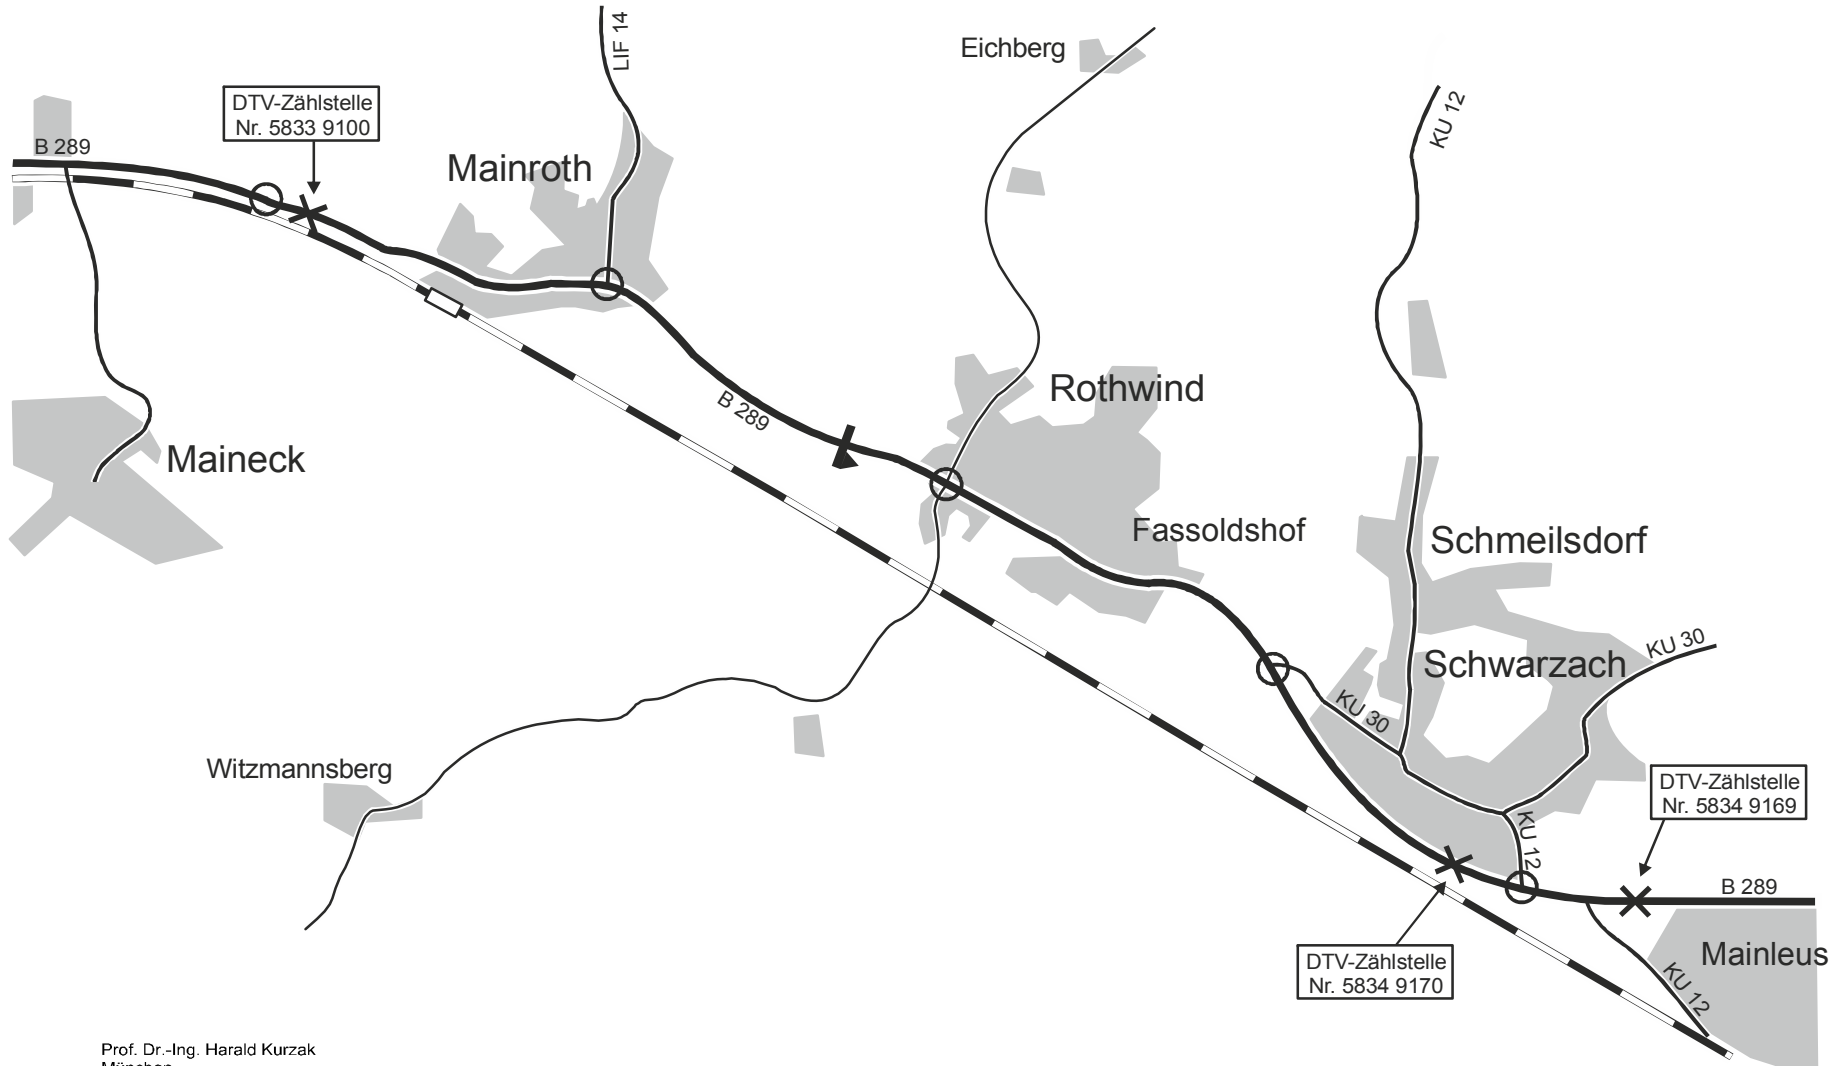 LIF 14
Eichberg
DTV-Zählstelle
Nr. 5833 9100
KU 12
B 289
Mainroth
Rothwind
B 289
Maineck
Fassoldshof
Schmeilsdorf
KU 30
Schwarzach
KU 30
Witzmannsberg
DTV-Zählstelle
Nr. 5834 9169
KU 12
B 289
Mainleus
DTV-Zählstelle
Nr. 5834 9170
KU 12
Prof. Dr.-Ing. Harald Kurzak
München